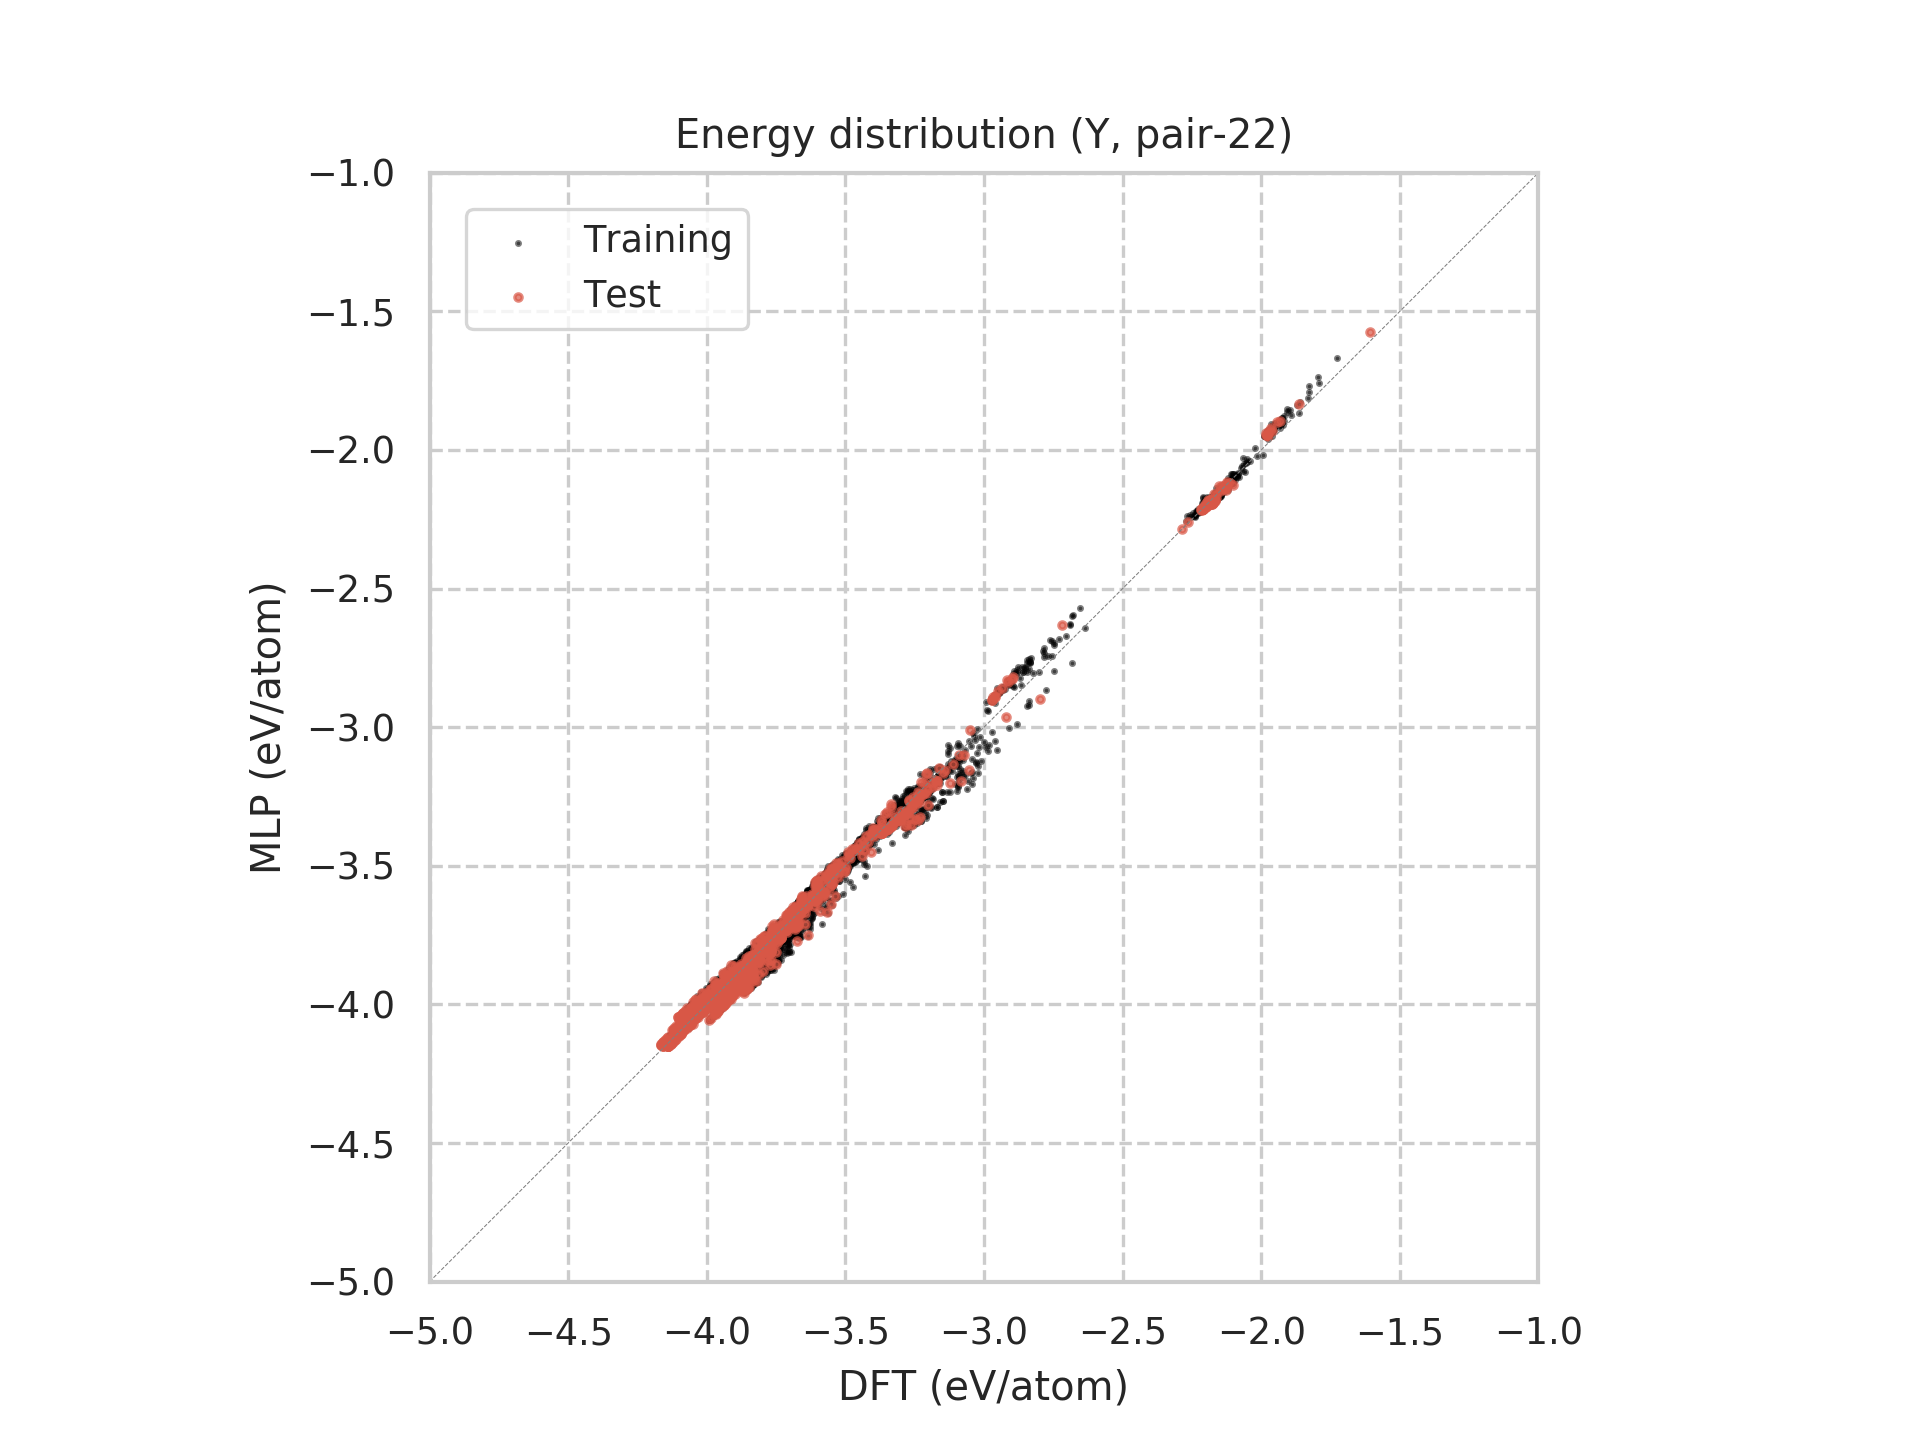 Energy distribution (Y, pair-22)
−1.0
−1.5
−2.0
−2.5
−3.0
−3.5
−4.0
−4.5
−5.0
MLP (eV/atom)
Training
Test
−5.0 −4.5 −4.0 −3.5 −3.0 −2.5 −2.0 −1.5 −1.0
DFT (eV/atom)